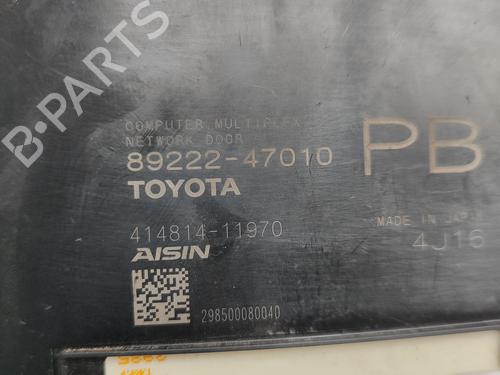 COMPUTER, MULTIPLEX
NETWORK DOOR
89222-47010
PB
TOYOTA
414814-11970
MADE IN JAPAN
4J16
AISIN
298500080040
B-PARTS